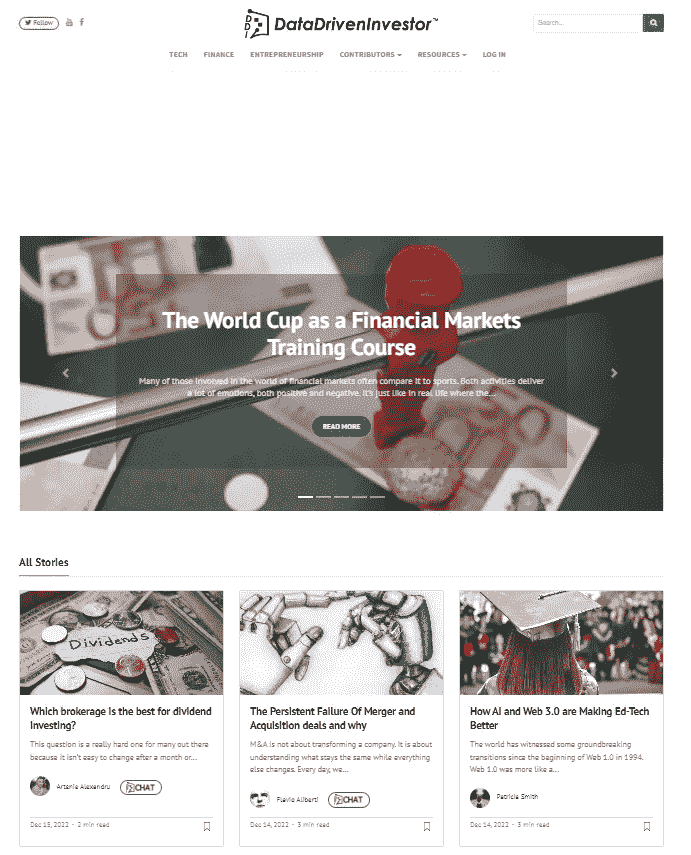 Follow
DataDrivenInvestor™
Search...
TECH FINANCE ENTREPRENEURSHIP CONTRIBUTORS RESOURCES LOG IN
The World Cup as a Financial Markets
Training Course
Many of those involved in the world of financial markets often compare it to sports. Both activities deliver
a lot of emotions, both positive and negative. It's just like in real life where the...
READ MORE
All Stories
Dividends
Which brokerage is the best for dividend
investing?
This question is a really hard one for many out there
because it isn't easy to change after a month or...
Artenie Alexandru
CHAT
Dec 15, 2022 - 2 min read
The Persistent Failure Of Merger and
Acquisition deals and why
M&A is not about transforming a company. It is about
understanding what stays the same while everything
else changes. Every day, we...
Flavio Aliberti
CHAT
Dec 14, 2022 - 3 min read
How AI and Web 3.0 are Making Ed-Tech
Better
The world has witnessed some groundbreaking
transitions since the beginning of Web 1.0 in 1994.
Web 1.0 was more like a...
Patricia Smith
Dec 14, 2022 - 3 min read